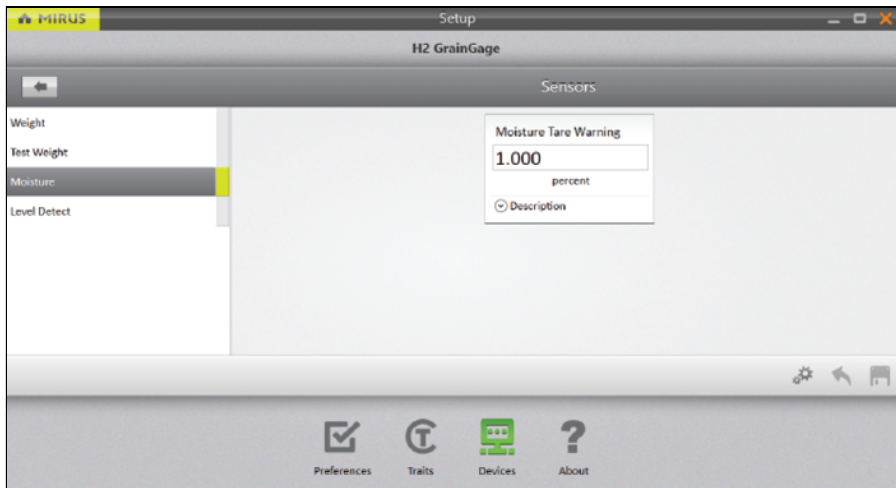 MIRUS
Setup
H2 GrainGage
Sensors
Weight
Test Weight
Moisture
Level Detect
Moisture Tare Warning
1.000
percent
Description
Preferences
Traits
Devices
About